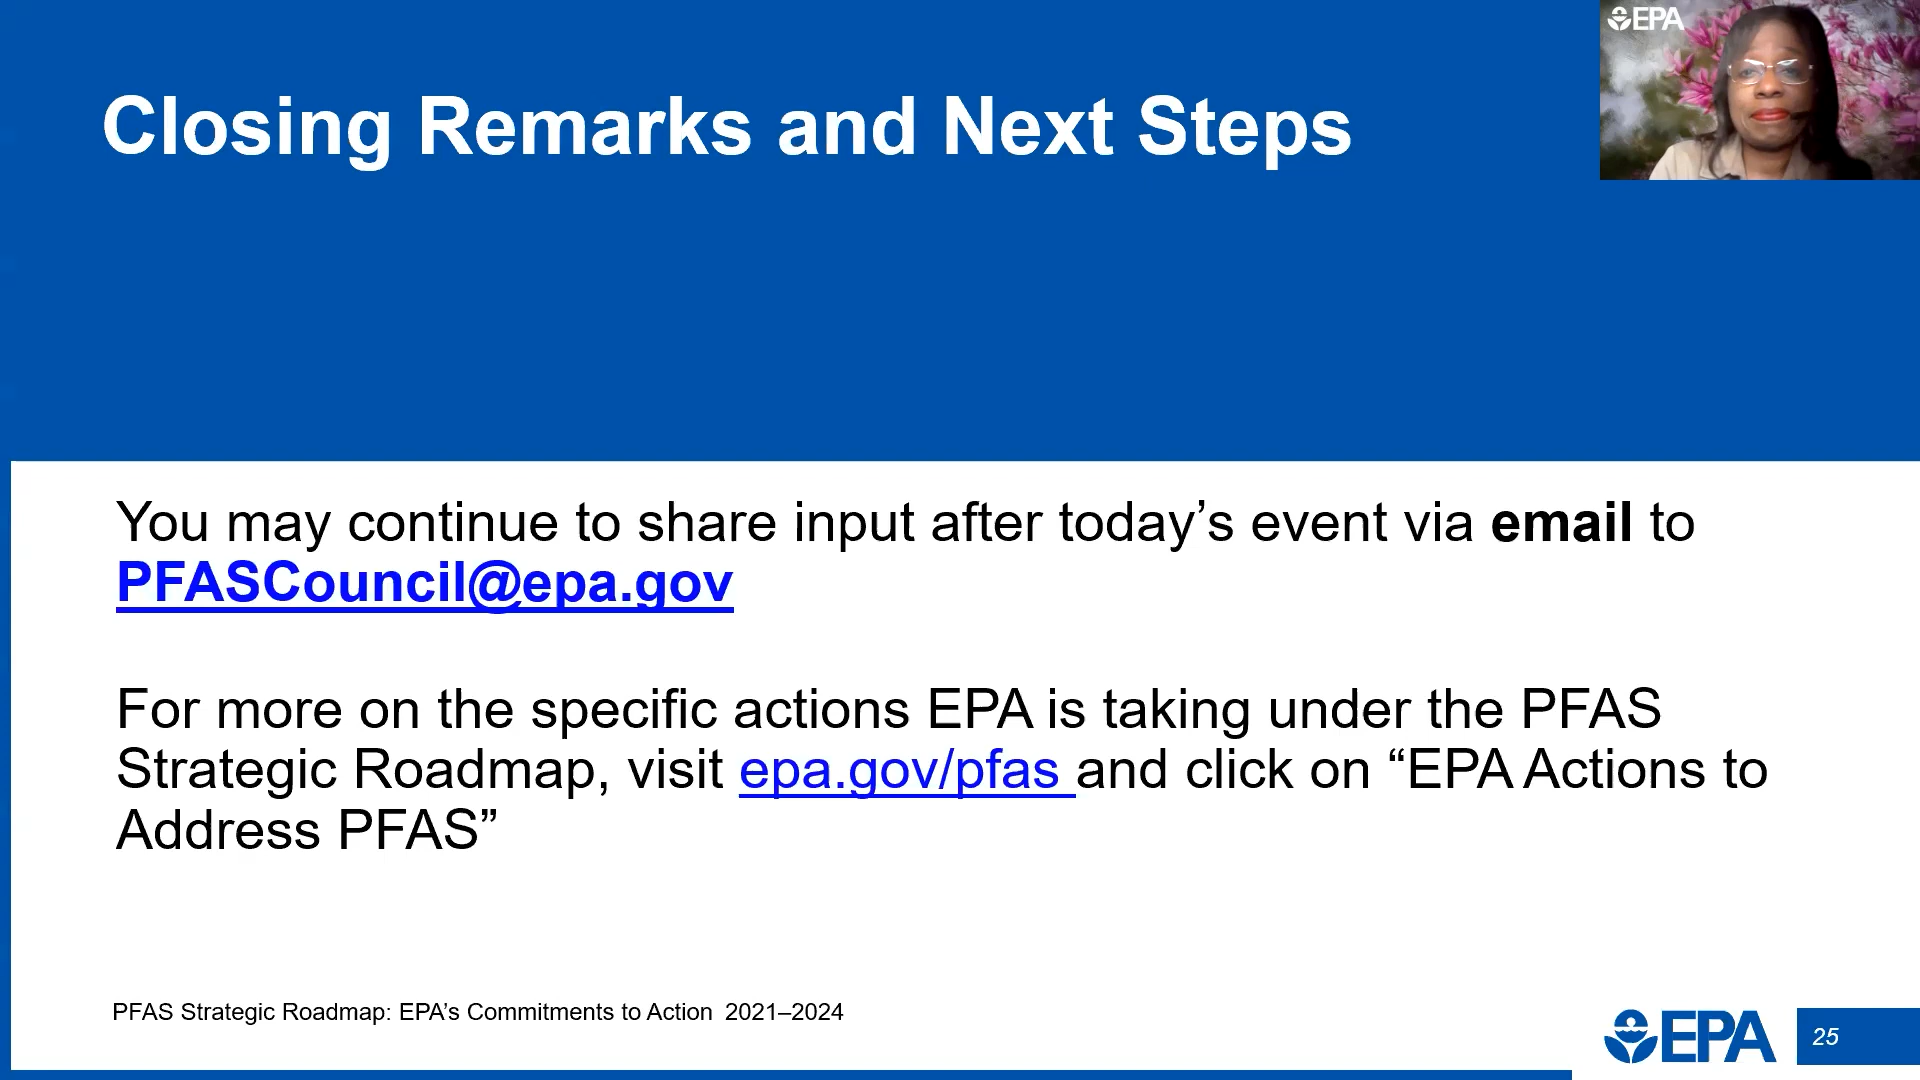 EPA
Closing Remarks and Next Steps
You may continue to share input after today’s event via email to
PFASCouncil@epa.gov
For more on the specific actions EPA is taking under the PFAS
Strategic Roadmap, visit epa.gov/pfas and click on “EPA Actions to
Address PFAS”
PFAS Strategic Roadmap: EPA’s Commitments to Action 2021–2024
EPA
25